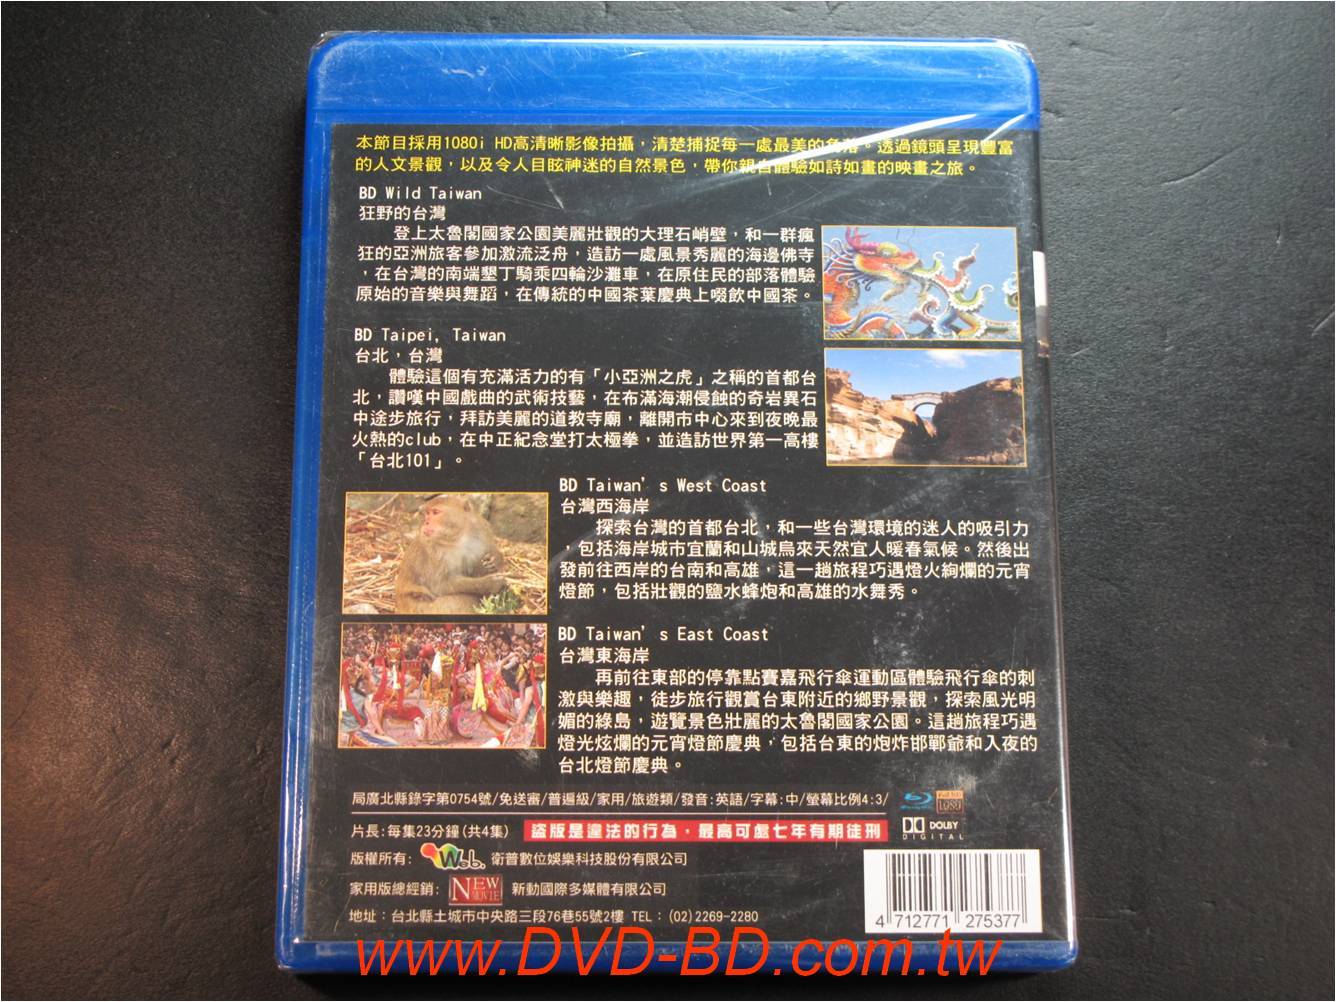 本節目採用1080i HD高清晰影像拍攝，清楚捕捉每一處最美的角落。透過鏡頭呈現豐富
的人文景觀，以及令人目眩神迷的自然景色，帶你親自體驗如詩如畫的映畫之旅。
BD Wild Taiwan
狂野的台灣
登上太魯閣國家公園美麗壯觀的大理石峭壁，和一群瘋
狂的亞洲旅客參加激流泛舟，造訪一處風景秀麗的海邊佛寺
，在台灣的南端墾丁騎乘四輪沙灘車，在原住民的部落體驗
原始的音樂與舞蹈，在傳統的中國茶葉慶典上啜飲中國茶。
BD Taipei, Taiwan
台北，台灣
體驗這個有充滿活力的有「小亞洲之虎」之稱的首都台
北，讚嘆中國戲曲的武術技藝，在布滿海潮侵蝕的奇岩異石
中途步旅行，拜訪美麗的道教寺廟，離開市中心來到夜晚最
火熱的club，在中正紀念堂打太極拳，並造訪世界第一高樓
「台北101」。
BD Taiwan's West Coast
台灣西海岸
探索台灣的首都台北，和一些台灣環境的迷人的吸引力
，包括海岸城市宜蘭和山城烏來天然宜人暖春氣候。然後出
發前往西岸的台南和高雄，這一趟旅程巧遇燈火絢爛的元宵
燈節，包括壯觀的鹽水蜂炮和高雄的水舞秀。
BD Taiwan's East Coast
台灣東海岸
再前往東部的停靠點賽嘉飛行傘運動區體驗飛行傘的刺
激與樂趣，徒步旅行觀賞台東附近的鄉野景觀，探索風光明
媚的綠島，遊覽景色壯麗的太魯閣國家公園。這趟旅程巧遇
燈光炫爛的元宵燈節慶典，包括台東的炮炸邯鄲爺和入夜的
台北燈節慶典。
局廣北縣錄字第0754號/免送審/普遍級/家用/旅遊類/發音:英語/字幕:中/螢幕比例4:3/
Blu-ray Disc
Full HD 1080
片長:每集23分鐘(共4集)
盜版是違法的行為，最高可處七年有期徒刑
DOLBY DIGITAL
版權所有: Web. 衛普數位娛樂科技股份有限公司
家用版總經銷: NEW MOVIE 新動國際多媒體有限公司
地址：台北縣土城市中央路三段76巷55號2樓 TEL：(02)2269-2280
4 712771 275377
www.DVD-BD.com.tw